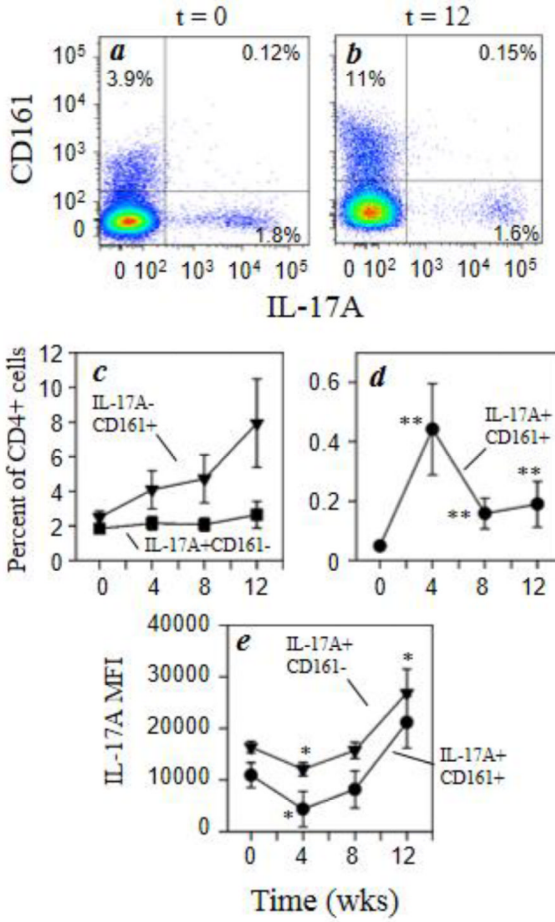 t = 0 t = 12
a 0.12% b 0.15%
3.9% 11%
CD161
10⁵ 10⁴ 10³ 10² 0
1.8% 1.6%
0 10² 10³ 10⁴ 10⁵ 0 10² 10³ 10⁴ 10⁵
IL-17A
Percent of CD4+ cells
12 10 8 6 4 2 0
c
IL-17A-
CD161+
IL-17A+CD161-
0 4 8 12
0.6 0.4 0.2 0
d
IL-17A+
CD161+
** ** **
0 4 8 12
IL-17A MFI
40000 30000 20000 10000 0
e
IL-17A+
CD161-
* * *
IL-17A+
CD161+
0 4 8 12
Time (wks)